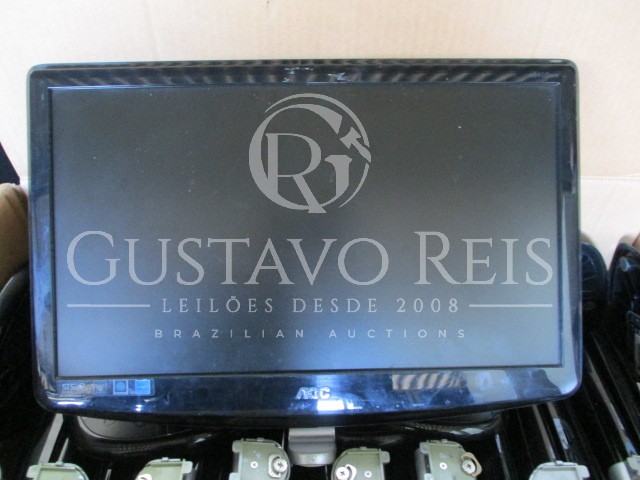 RG
GUSTAVO REIS
LEILÕES DESDE 2008
BRAZILIAN AUCTIONS
AOC